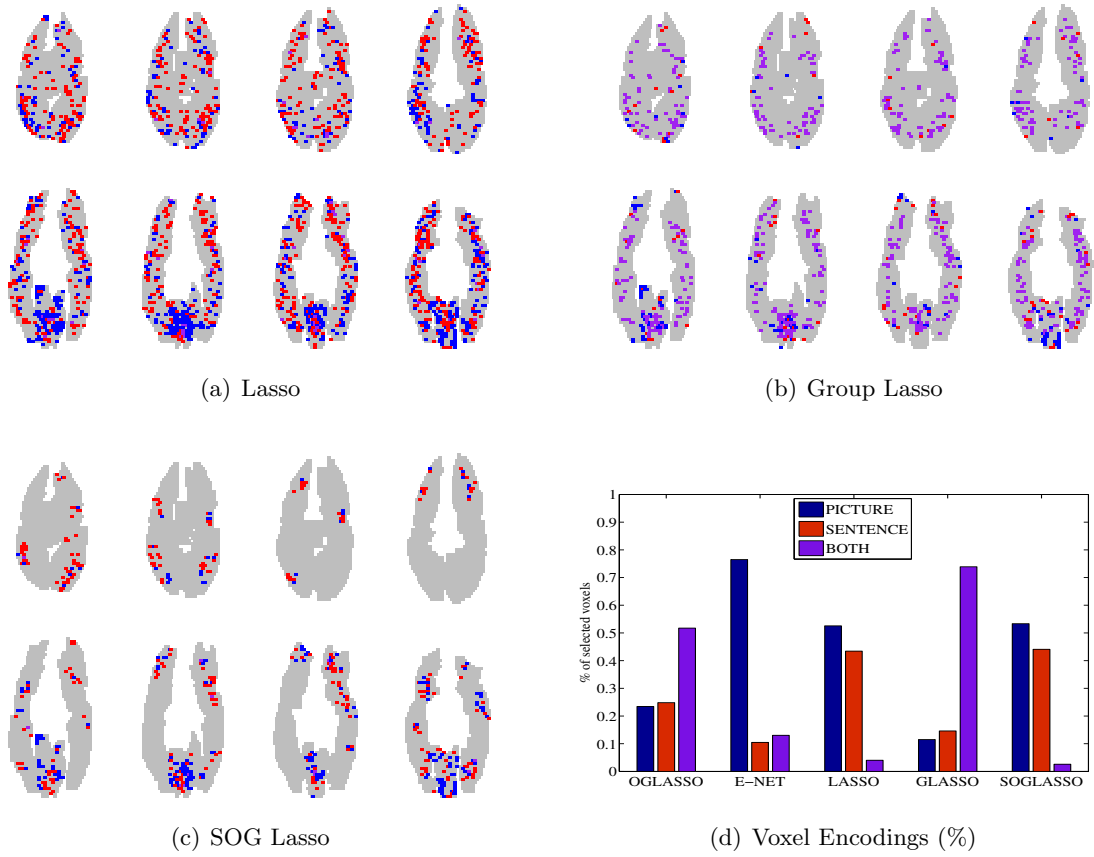 (a) Lasso
(b) Group Lasso
(c) SOG Lasso
1
0.9
0.8
0.7
0.6
0.5
0.4
0.3
0.2
0.1
0
% of selected voxels
PICTURE
SENTENCE
BOTH
OGLASSO E−NET LASSO GLASSO SOGLASSO
(d) Voxel Encodings (%)